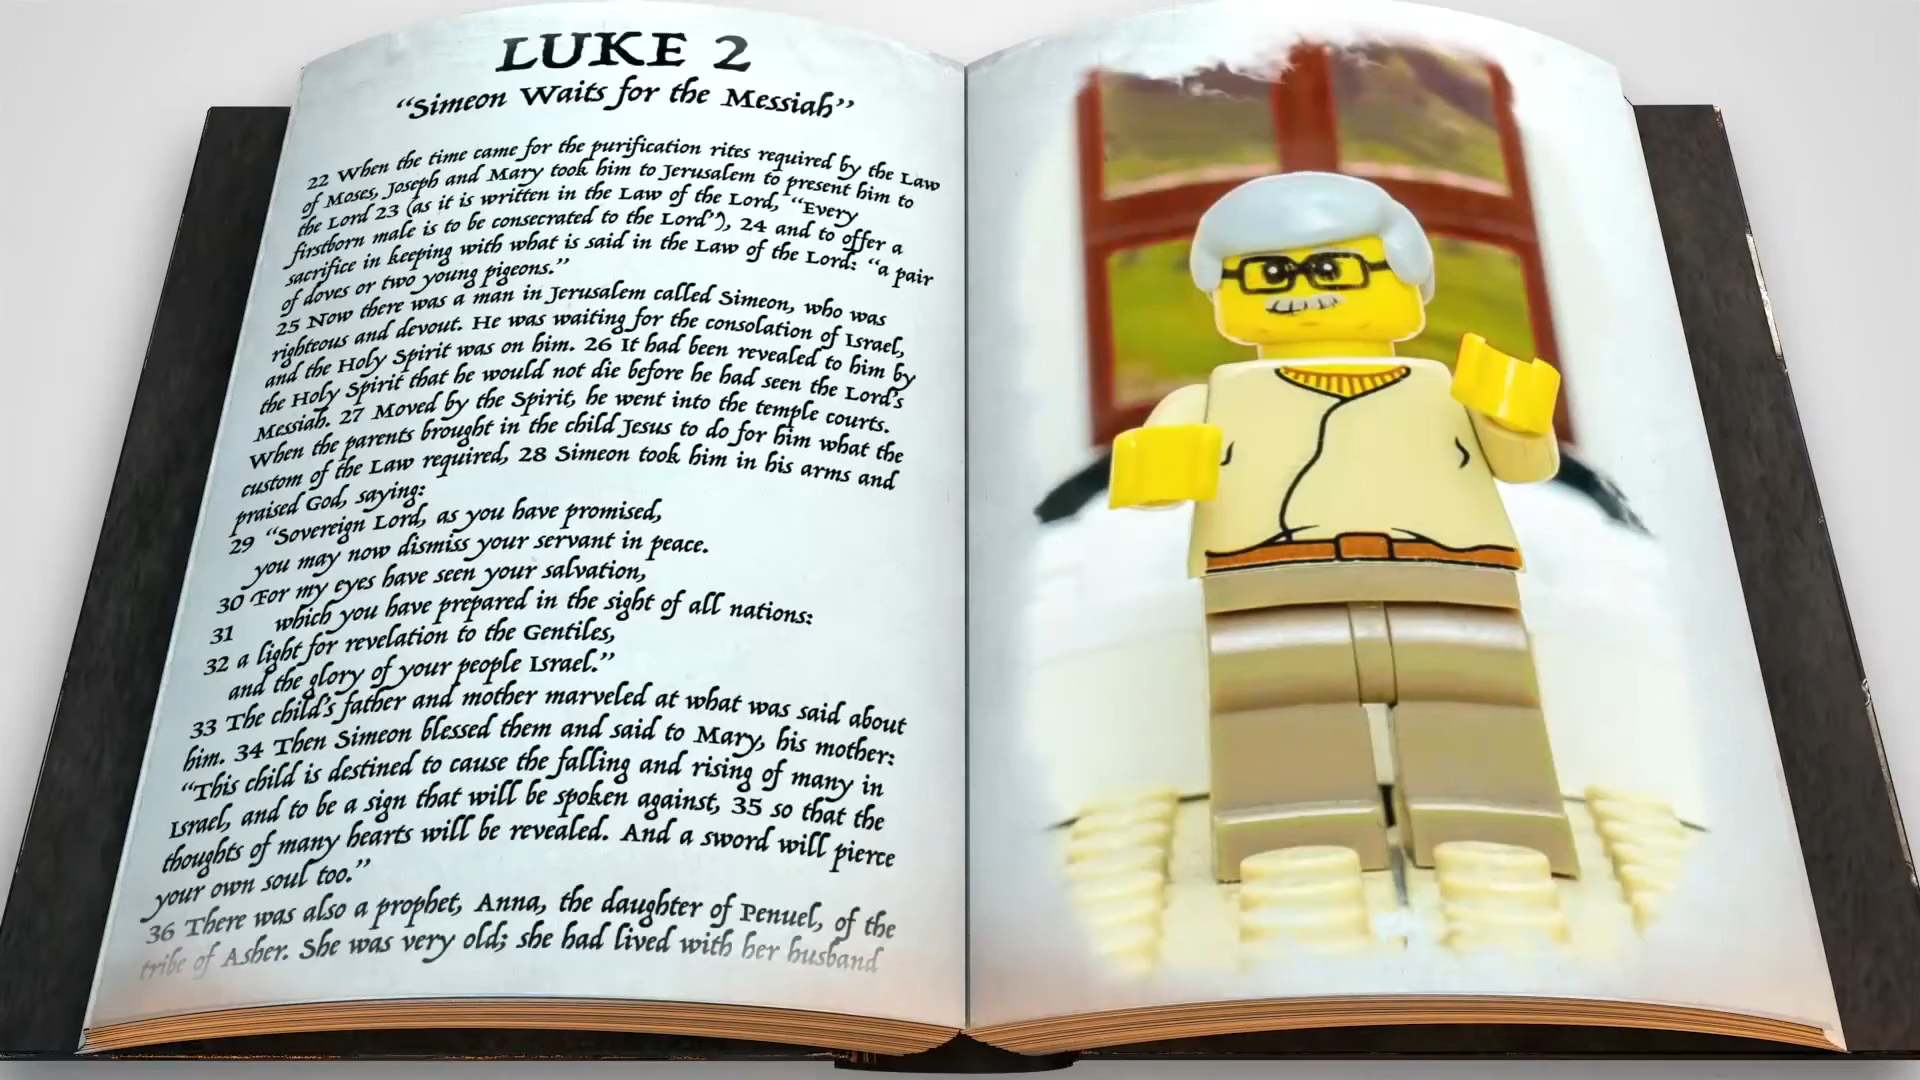 LUKE 2
“Simeon Waits for the Messiah”
22 When the time came for the purification rites required by the Law
of Moses, Joseph and Mary took him to Jerusalem to present him to
the Lord 23 (as it is written in the Law of the Lord, “Every
firstborn male is to be consecrated to the Lord”), 24 and to offer a
sacrifice in keeping with what is said in the Law of the Lord: “a pair
of doves or two young pigeons.”
25 Now there was a man in Jerusalem called Simeon, who was
righteous and devout. He was waiting for the consolation of Israel,
and the Holy Spirit was on him. 26 It had been revealed to him by
the Holy Spirit that he would not die before he had seen the Lord’s
Messiah. 27 Moved by the Spirit, he went into the temple courts.
When the parents brought in the child Jesus to do for him what the
custom of the Law required, 28 Simeon took him in his arms and
praised God, saying:
29 “Sovereign Lord, as you have promised,
you may now dismiss your servant in peace.
30 For my eyes have seen your salvation,
31 which you have prepared in the sight of all nations:
32 a light for revelation to the Gentiles,
and the glory of your people Israel.”
33 The child’s father and mother marveled at what was said about
him. 34 Then Simeon blessed them and said to Mary, his mother:
“This child is destined to cause the falling and rising of many in
Israel, and to be a sign that will be spoken against, 35 so that the
thoughts of many hearts will be revealed. And a sword will pierce
your own soul too.”
36 There was also a prophet, Anna, the daughter of Penuel, of the
tribe of Asher. She was very old; she had lived with her husband